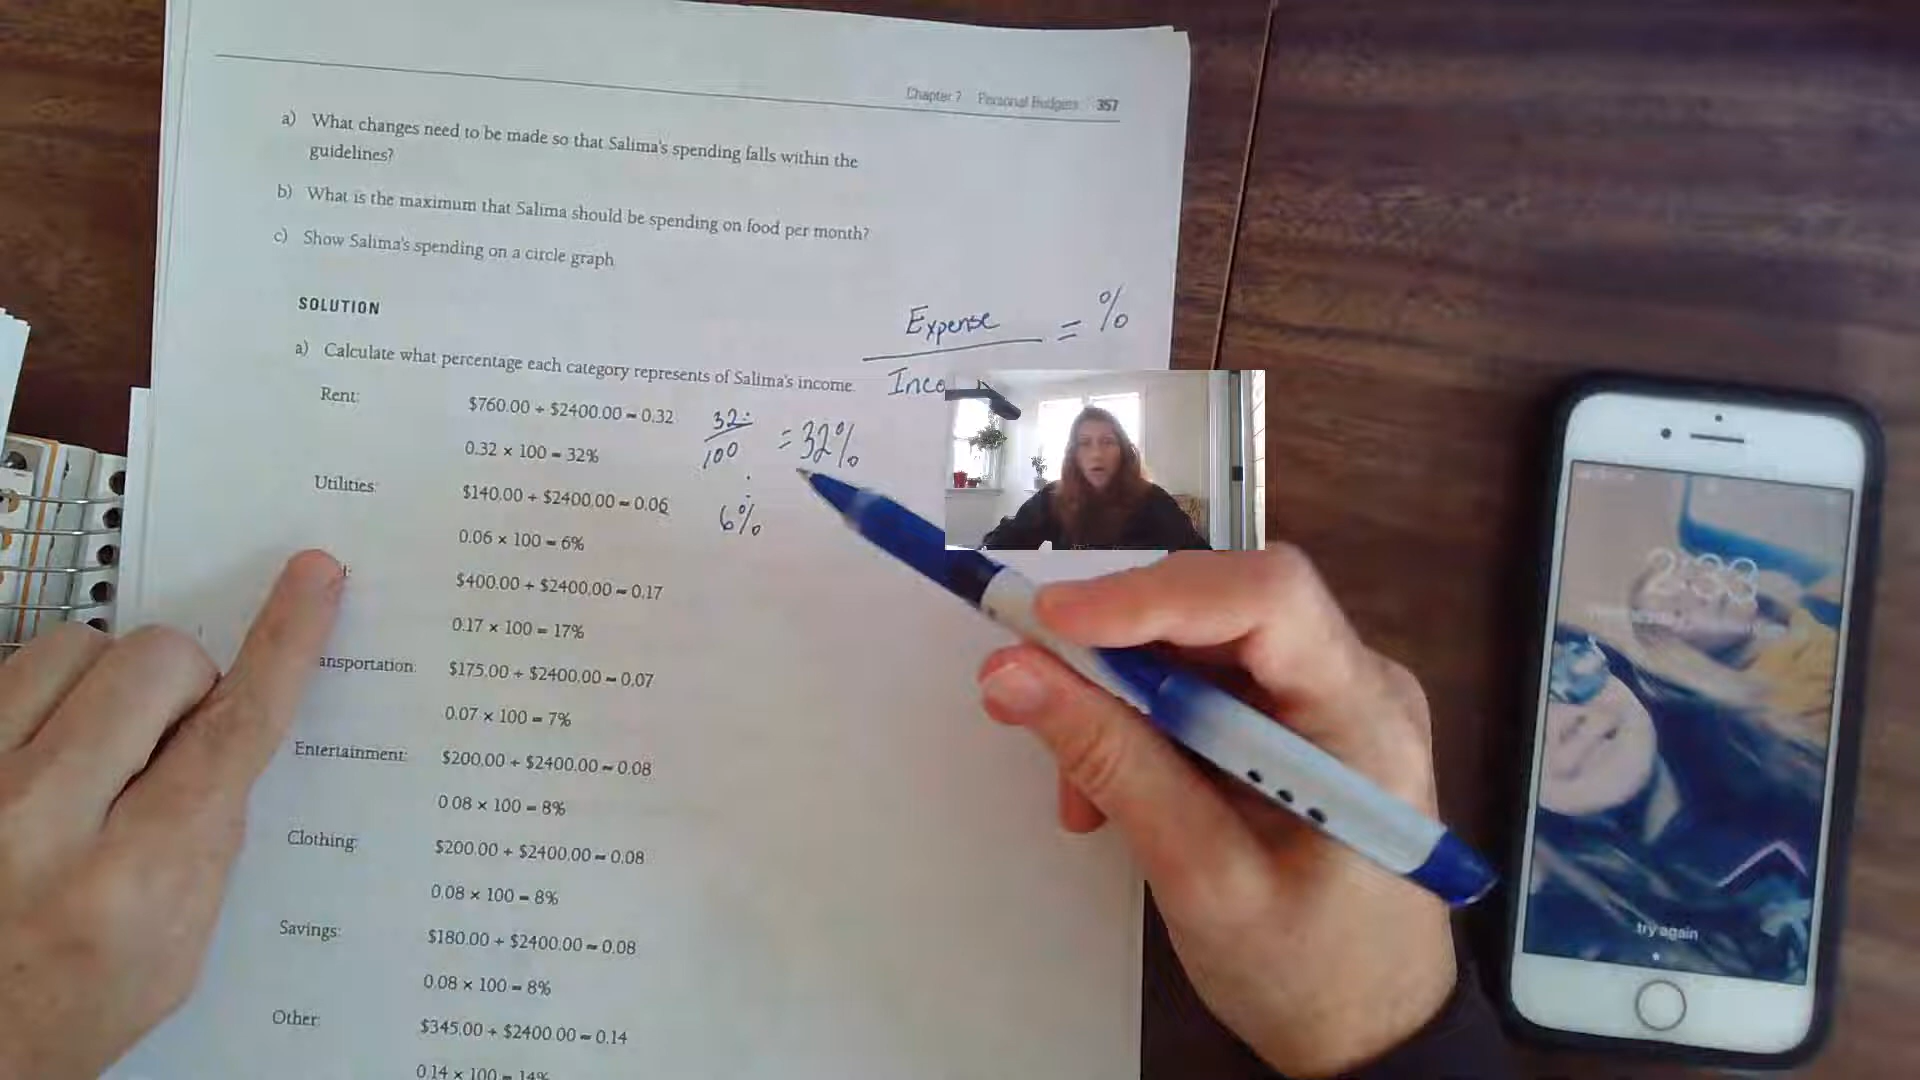 Chapter 7 Personal Budgets 357
a) What changes need to be made so that Salima's spending falls within the
guidelines?
b) What is the maximum that Salima should be spending on food per month?
c) Show Salima's spending on a circle graph
SOLUTION
Expense = %
a) Calculate what percentage each category represents of Salima's income.
Rent: $760.00 ÷ $2400.00 = 0.32
32
100 = 32%
0.32 × 100 = 32%
Utilities: $140.00 ÷ $2400.00 = 0.06
6%
0.06 × 100 = 6%
$400.00 ÷ $2400.00 = 0.17
0.17 × 100 = 17%
ansportation: $175.00 ÷ $2400.00 = 0.07
0.07 × 100 = 7%
Entertainment: $200.00 ÷ $2400.00 = 0.08
0.08 × 100 = 8%
Clothing: $200.00 ÷ $2400.00 = 0.08
0.08 × 100 = 8%
Savings: $180.00 ÷ $2400.00 = 0.08
0.08 × 100 = 8%
Other: $345.00 ÷ $2400.00 = 0.14
0.14 × 100 = 14%
2:33
try again